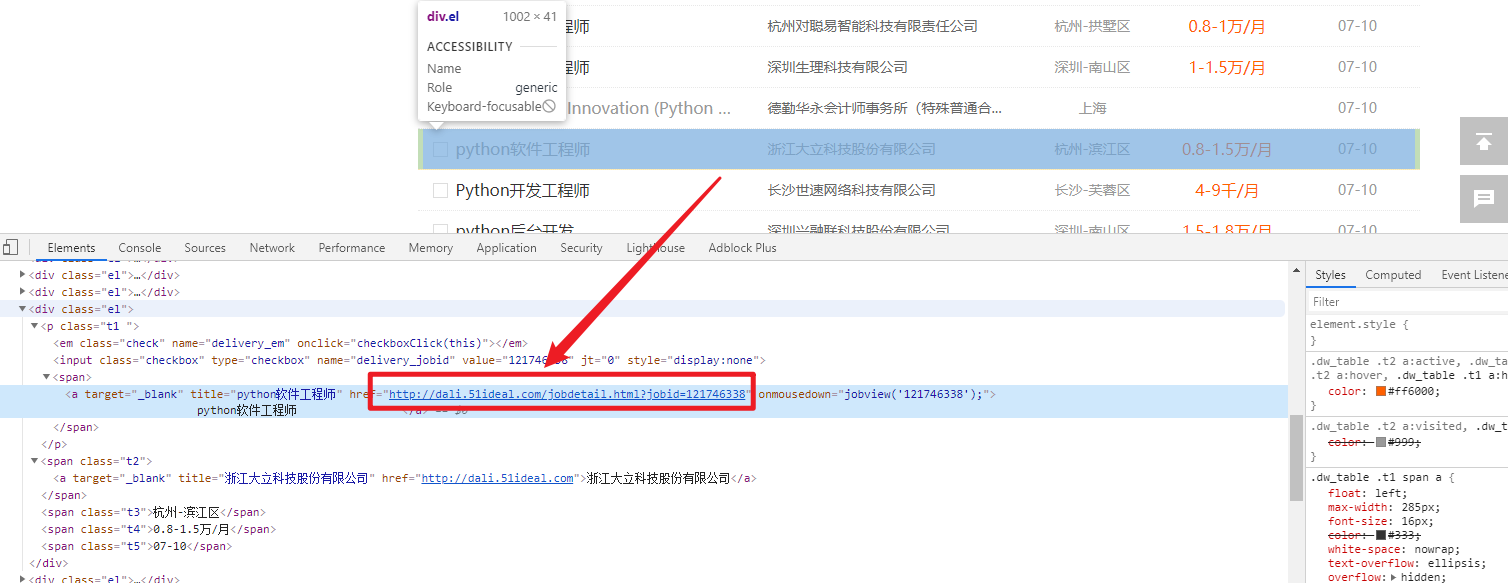 div.el 1002 × 41
ACCESSIBILITY
Name
Role generic
Keyboard-focusable
程师 杭州对聪易智能科技有限责任公司 杭州-拱墅区 0.8-1万/月 07-10
程师 深圳生理科技有限公司 深圳-南山区 1-1.5万/月 07-10
Innovation (Python ... 德勤华永会计师事务所（特殊普通合... 上海 07-10
python软件工程师 浙江大立科技股份有限公司 杭州-滨江区 0.8-1.5万/月 07-10
Python开发工程师 长沙世速网络科技有限公司 长沙-芙蓉区 4-9千/月 07-10
python后台开发 深圳兴融联科技股份有限公司 深圳-南山区 1.5-1.8万/月 07-10
Elements Console Sources Network Performance Memory Application Security Lighthouse Adblock Plus
<div class="el">…</div>
<div class="el">…</div>
<div class="el">
<p class="t1 ">
<em class="check" name="delivery_em" onclick="checkboxClick(this)"></em>
<input class="checkbox" type="checkbox" name="delivery_jobid" value="121746338" jt="0" style="display:none">
<span>
<a target="_blank" title="python软件工程师" href="http://dali.51ideal.com/jobdetail.html?jobid=121746338" onmousedown="jobview('121746338');">
python软件工程师 </a> == $0
</span>
</p>
<span class="t2">
<a target="_blank" title="浙江大立科技股份有限公司" href="http://dali.51ideal.com">浙江大立科技股份有限公司</a>
</span>
<span class="t3">杭州-滨江区</span>
<span class="t4">0.8-1.5万/月</span>
<span class="t5">07-10</span>
</div>
<div class="el">…</div>
Styles Computed Event Listene
Filter
element.style {
}
.dw_table .t2 a:active, .dw_ta
.t2 a:hover, .dw_table .t1 a:h
color: #ff6000;
}
.dw_table .t2 a:visited, .dw_t
color: #999;
}
.dw_table .t1 span a {
float: left;
max-width: 285px;
font-size: 16px;
color: #333;
white-space: nowrap;
text-overflow: ellipsis;
overflow: hidden;